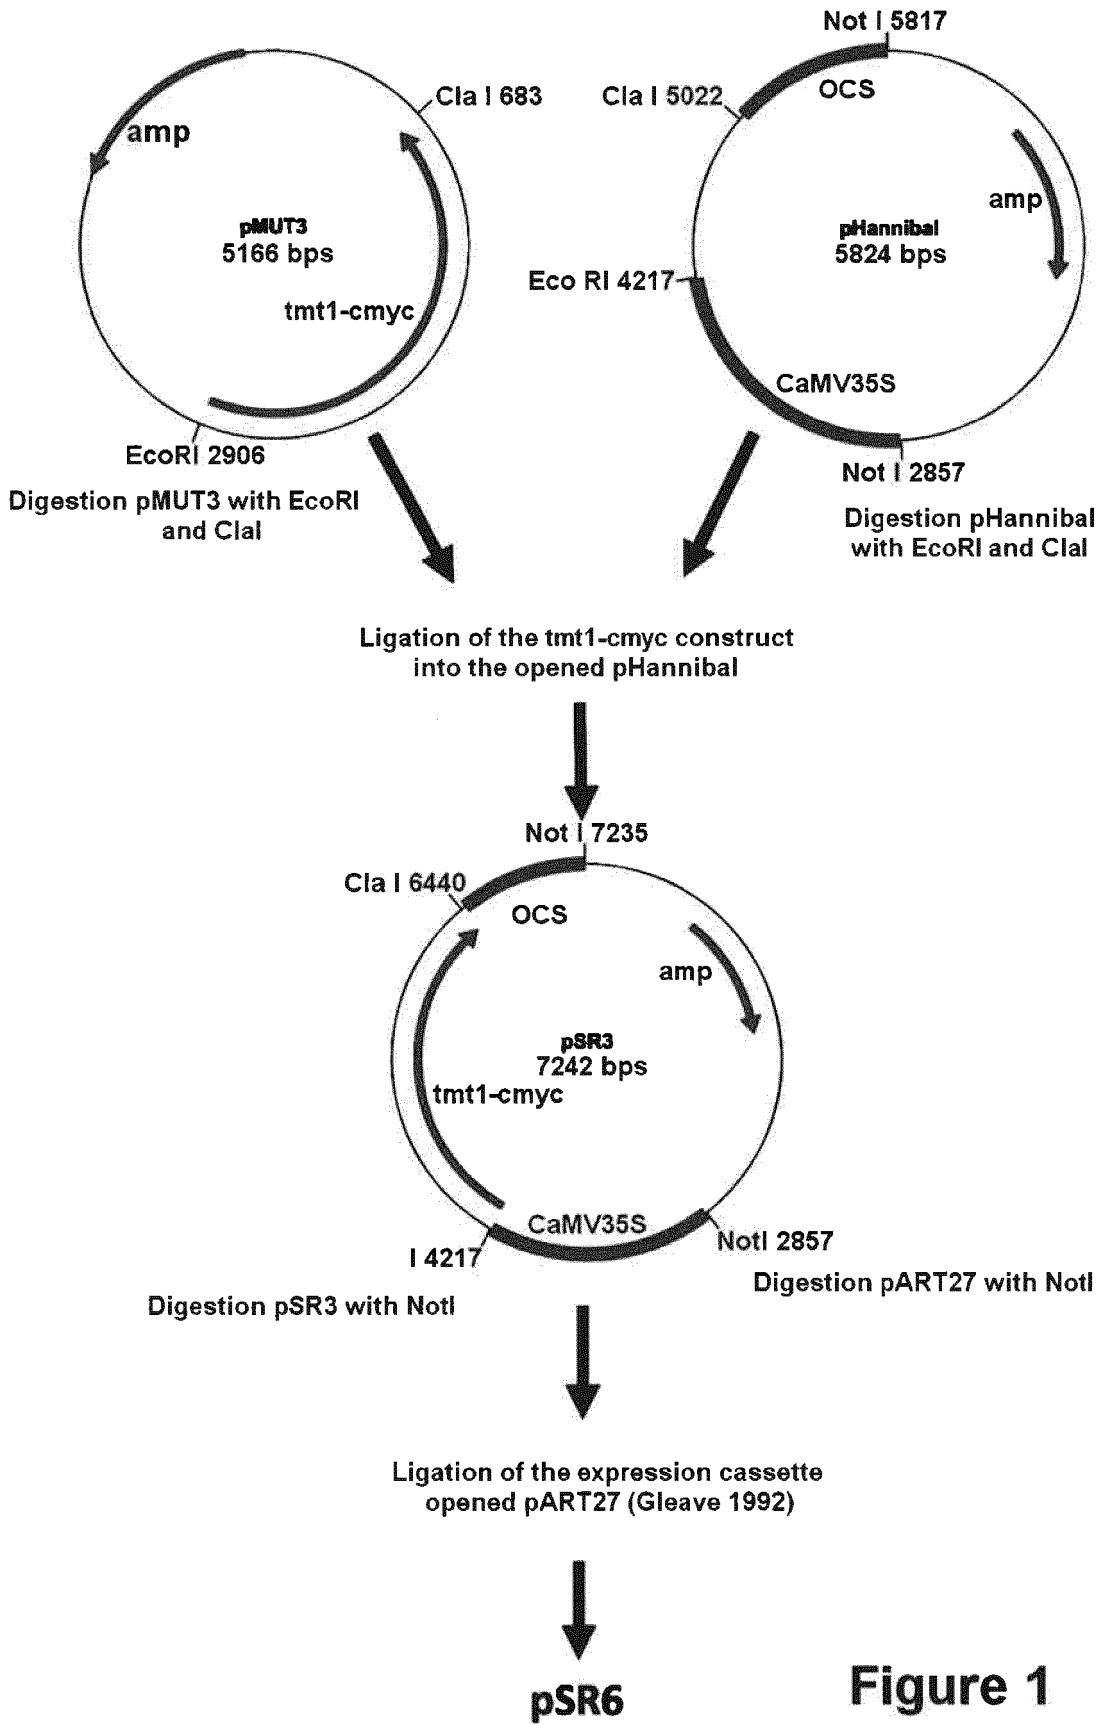 Not I 5817
Cla I 683
Cla I 5022
OCS
amp
amp
pMUT3
5166 bps
pHannibal
5824 bps
Eco RI 4217
tmt1-cmyc
CaMV35S
EcoRI 2906
Not I 2857
Digestion pMUT3 with EcoRI
and ClaI
Digestion pHannibal
with EcoRI and ClaI
Ligation of the tmt1-cmyc construct
into the opened pHannibal
Not I 7235
Cla I 6440
OCS
amp
pSR3
7242 bps
tmt1-cmyc
CaMV35S
NotI 2857
I 4217
Digestion pART27 with NotI
Digestion pSR3 with NotI
Ligation of the expression cassette
opened pART27 (Gleave 1992)
pSR6
Figure 1